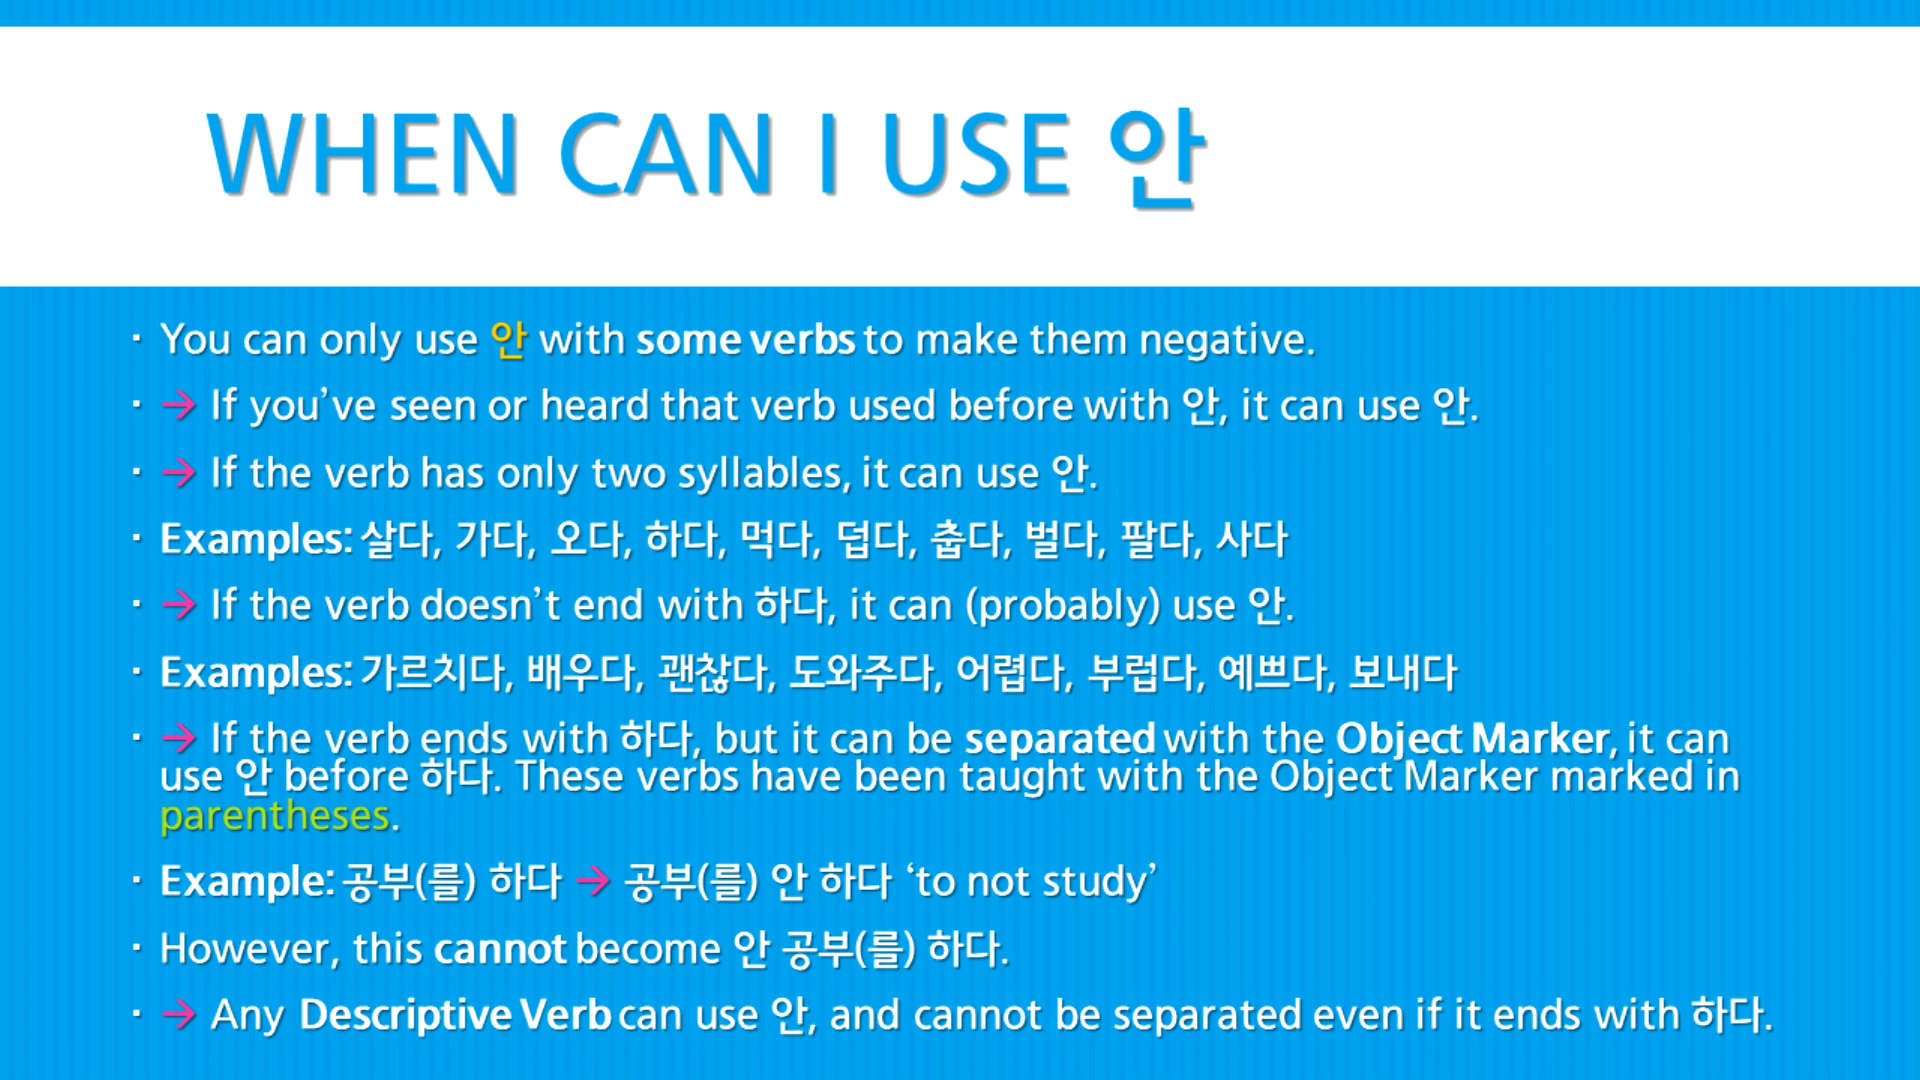 WHEN CAN I USE 안
· You can only use 안 with some verbs to make them negative.
· → If you’ve seen or heard that verb used before with 안, it can use 안.
· → If the verb has only two syllables, it can use 안.
· Examples: 살다, 가다, 오다, 하다, 먹다, 덥다, 춥다, 벌다, 팔다, 사다
· → If the verb doesn’t end with 하다, it can (probably) use 안.
· Examples: 가르치다, 배우다, 괜찮다, 도와주다, 어렵다, 부럽다, 예쁘다, 보내다
· → If the verb ends with 하다, but it can be separated with the Object Marker, it can
use 안 before 하다. These verbs have been taught with the Object Marker marked in
parentheses.
· Example: 공부(를) 하다 → 공부(를) 안 하다 ‘to not study’
· However, this cannot become 안 공부(를) 하다.
· → Any Descriptive Verb can use 안, and cannot be separated even if it ends with 하다.